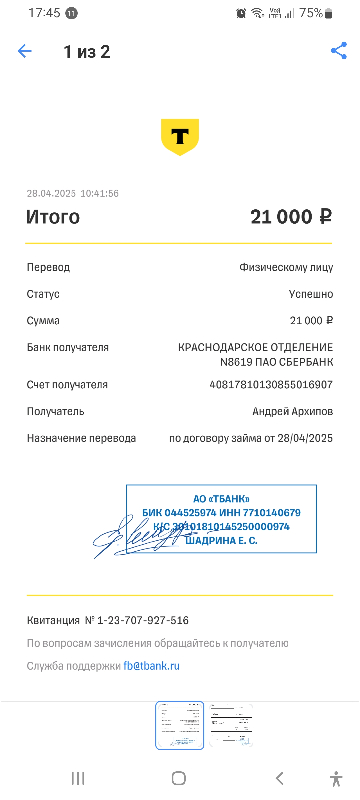 17:45 11 75%
1 из 2
28.04.2025 10:41:56
Итого 21 000 ₽
Перевод Физическому лицу
Статус Успешно
Сумма 21 000 ₽
Банк получателя КРАСНОДАРСКОЕ ОТДЕЛЕНИЕ
N8619 ПАО СБЕРБАНК
Счет получателя 40817810130855016907
Получатель Андрей Архипов
Назначение перевода по договору займа от 28/04/2025
АО «ТБАНК»
БИК 044525974 ИНН 7710140679
К/С 30101810145250000974
ШАДРИНА Е. С.
Квитанция № 1-23-707-927-516
По вопросам зачисления обращайтесь к получателю
Служба поддержки fb@tbank.ru